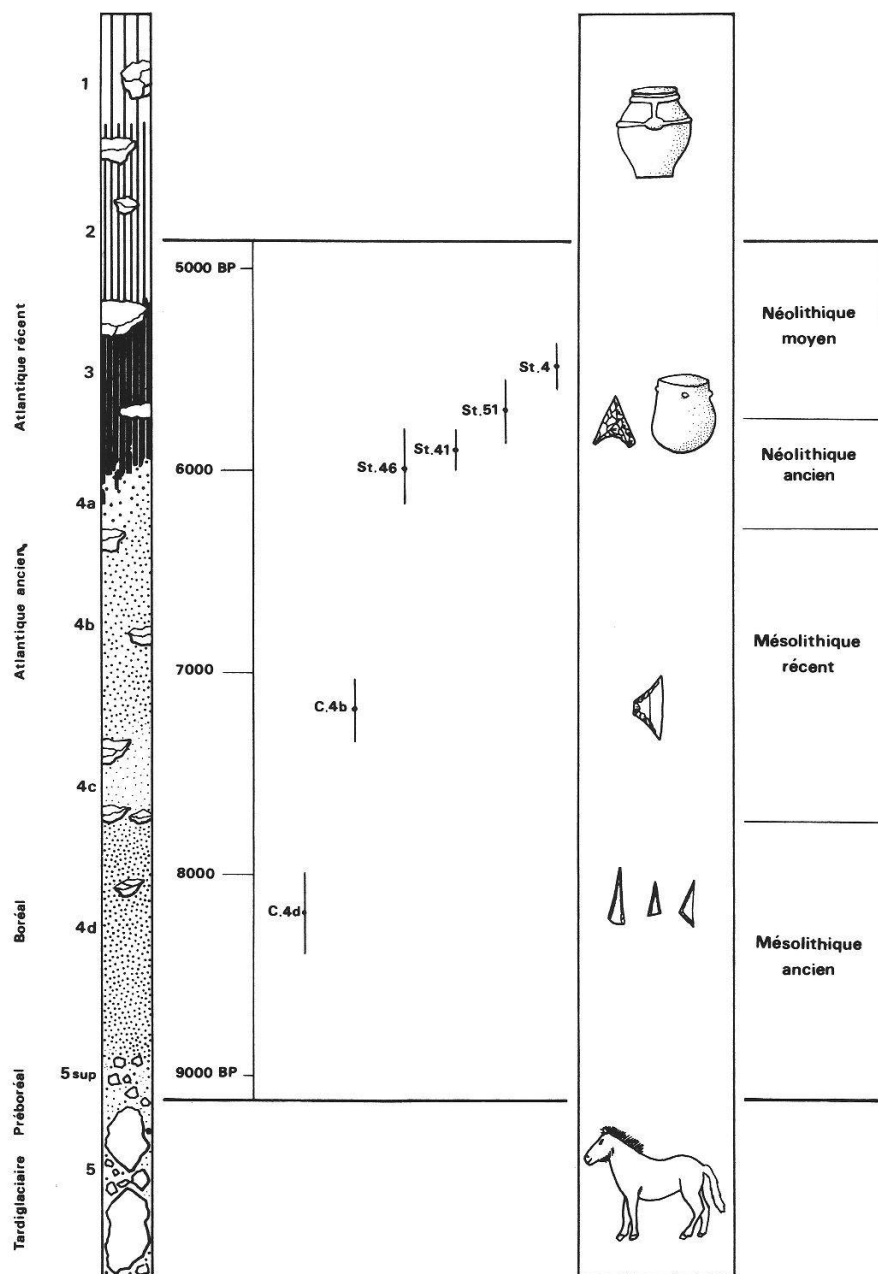 1
2
3
4a
4b
4c
4d
5 sup
5
Atlantique récent
Atlantique ancien
Boréal
Préboréal
Tardiglaciaire
5000 BP
6000
7000
8000
9000 BP
St.4
St.51
St.41
St.46
C.4b
C.4d
Néolithique
moyen
Néolithique
ancien
Mésolithique
récent
Mésolithique
ancien